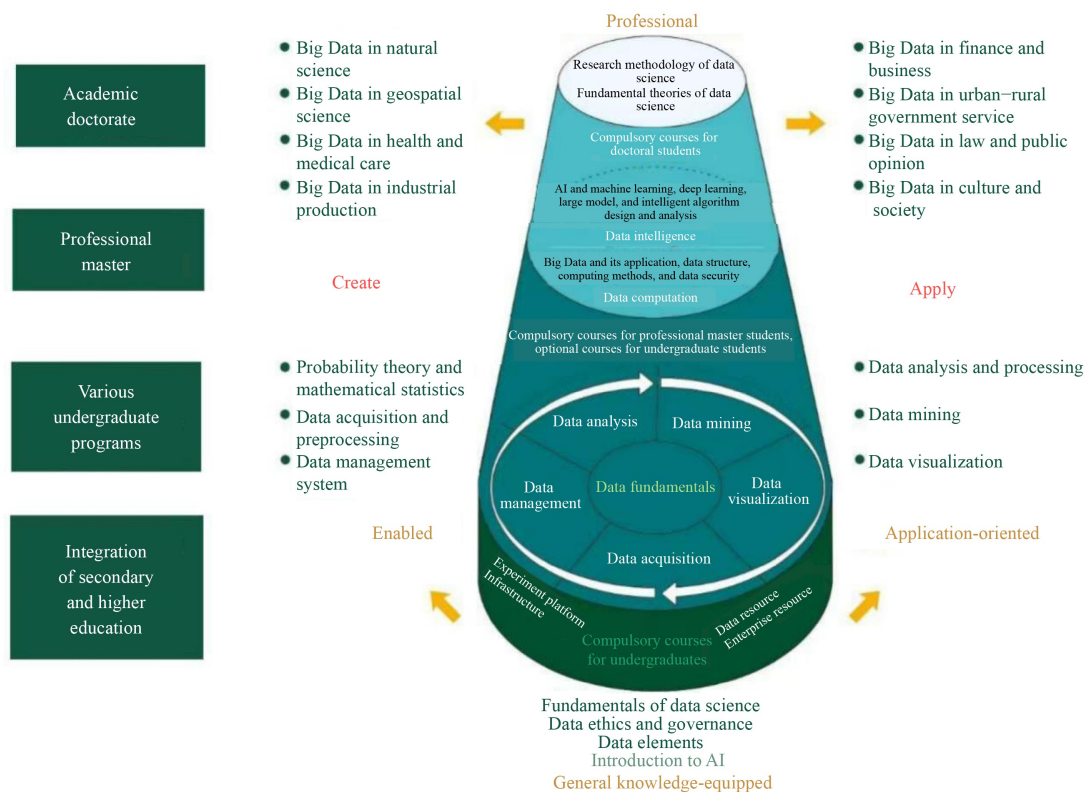 Professional
Academic
doctorate
Professional
master
Various
undergraduate
programs
Integration
of secondary
and higher
education
Big Data in natural
science
Big Data in geospatial
science
Big Data in health and
medical care
Big Data in industrial
production
Create
Probability theory and
mathematical statistics
Data acquisition and
preprocessing
Data management
system
Enabled
Research methodology of data
science
Fundamental theories of data
science
Compulsory courses for
doctoral students
AI and machine learning, deep learning,
large model, and intelligent algorithm
design and analysis
Data intelligence
Big Data and its application, data structure,
computing methods, and data security
Data computation
Compulsory courses for professional master students,
optional courses for undergraduate students
Data analysis
Data mining
Data
management
Data fundamentals
Data
visualization
Data acquisition
Experiment platform
Infrastructure
Data resource
Enterprise resource
Compulsory courses
for undergraduates
Fundamentals of data science
Data ethics and governance
Data elements
Introduction to AI
General knowledge-equipped
Big Data in finance and
business
Big Data in urban−rural
government service
Big Data in law and public
opinion
Big Data in culture and
society
Apply
Data analysis and processing
Data mining
Data visualization
Application-oriented